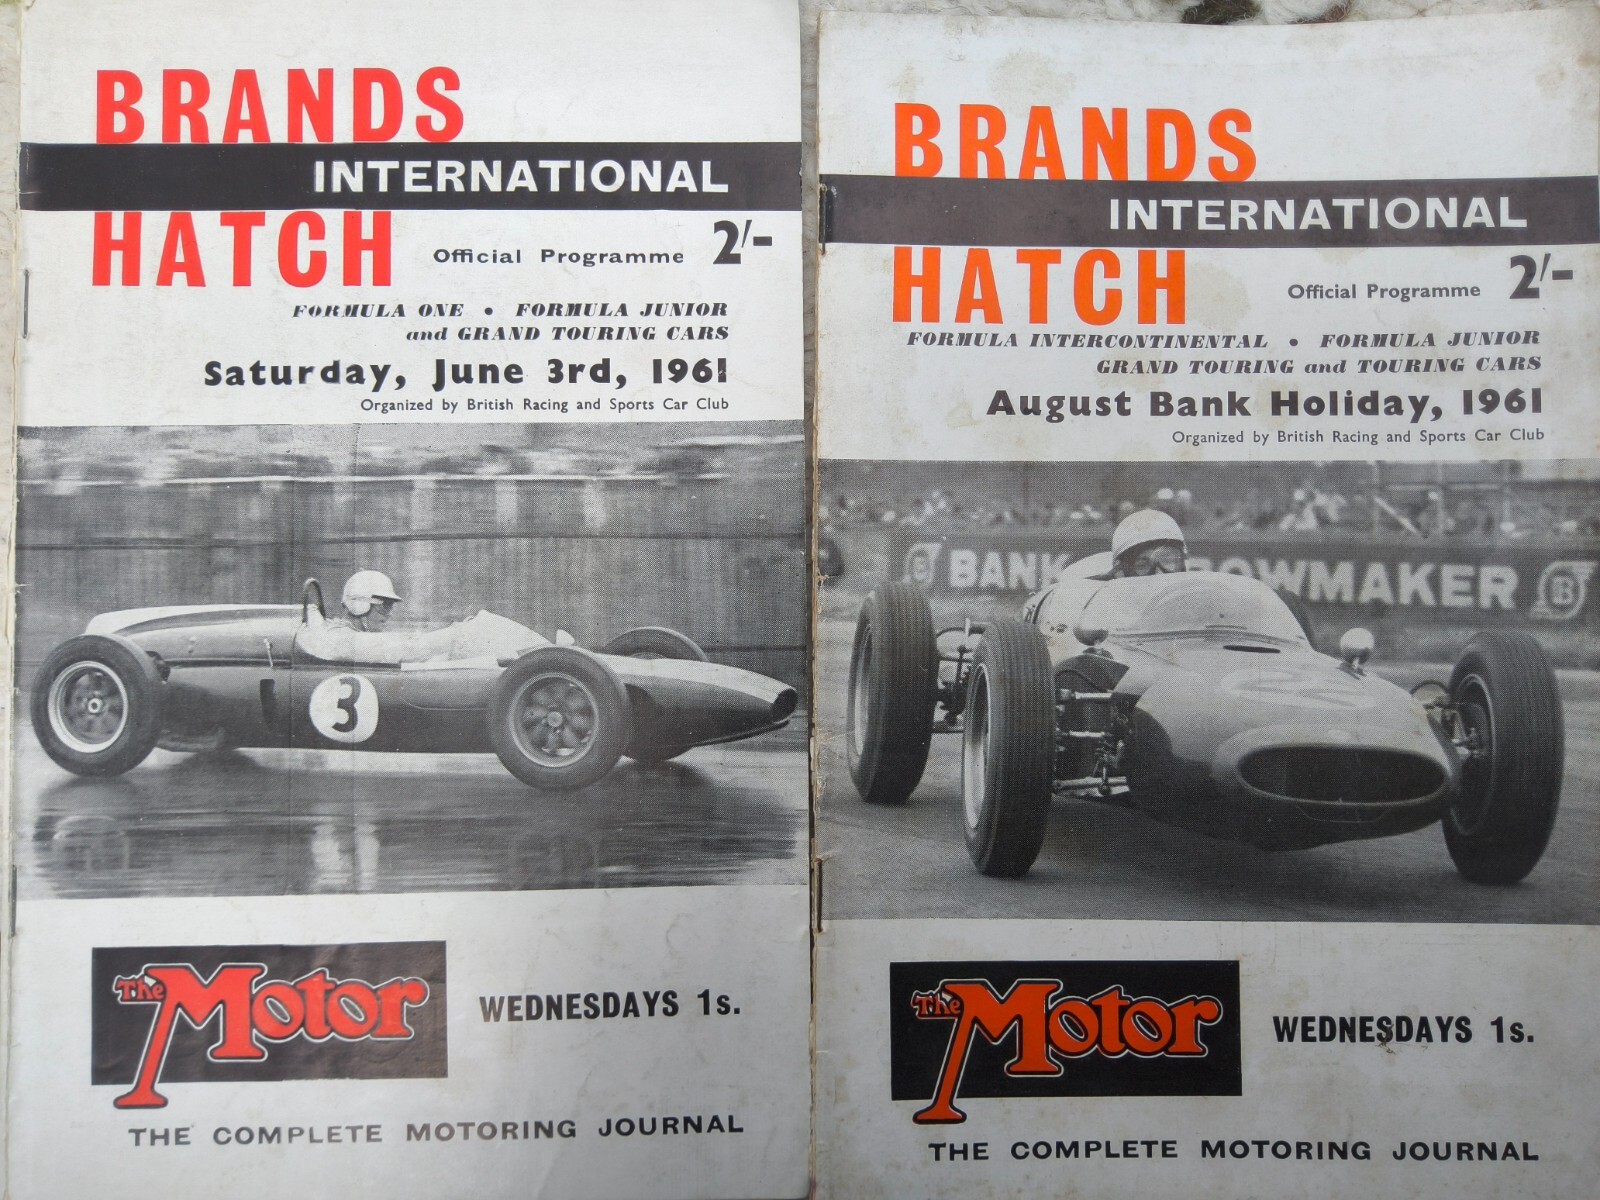 BRANDS
INTERNATIONAL
HATCH
Official Programme 2/-
FORMULA ONE • FORMULA JUNIOR
and GRAND TOURING CARS
Saturday, June 3rd, 1961
Organized by British Racing and Sports Car Club
3
The Motor
WEDNESDAYS 1s.
THE COMPLETE MOTORING JOURNAL
BRANDS
INTERNATIONAL
HATCH
Official Programme 2/-
FORMULA INTERCONTINENTAL • FORMULA JUNIOR
GRAND TOURING and TOURING CARS
August Bank Holiday, 1961
Organized by British Racing and Sports Car Club
B BANK OWMAKER B
22
The Motor
WEDNESDAYS 1s.
THE COMPLETE MOTORING JOURNAL